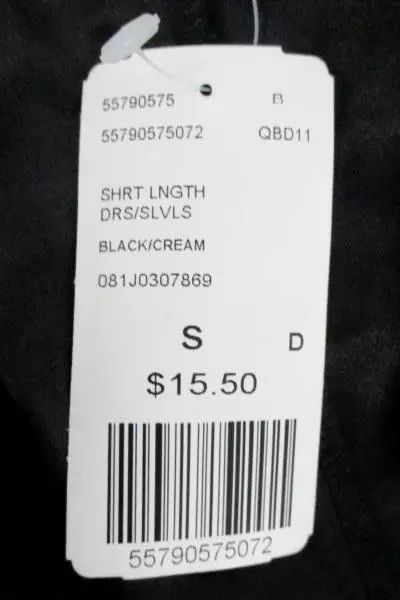 55790575 B
55790575072 QBD11
SHRT LNGTH
DRS/SLVLS
BLACK/CREAM
081J0307869
S D
$15.50
55790575072